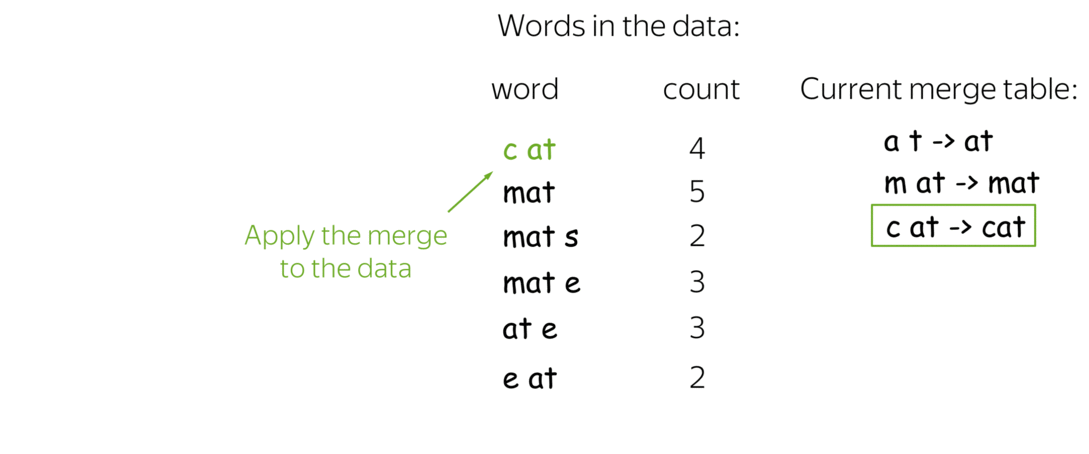 Words in the data:
word count Current merge table:
c at 4 a t -> at
mat 5 m at -> mat
Apply the merge
to the data
mat s 2 c at -> cat
mat e 3
at e 3
e at 2